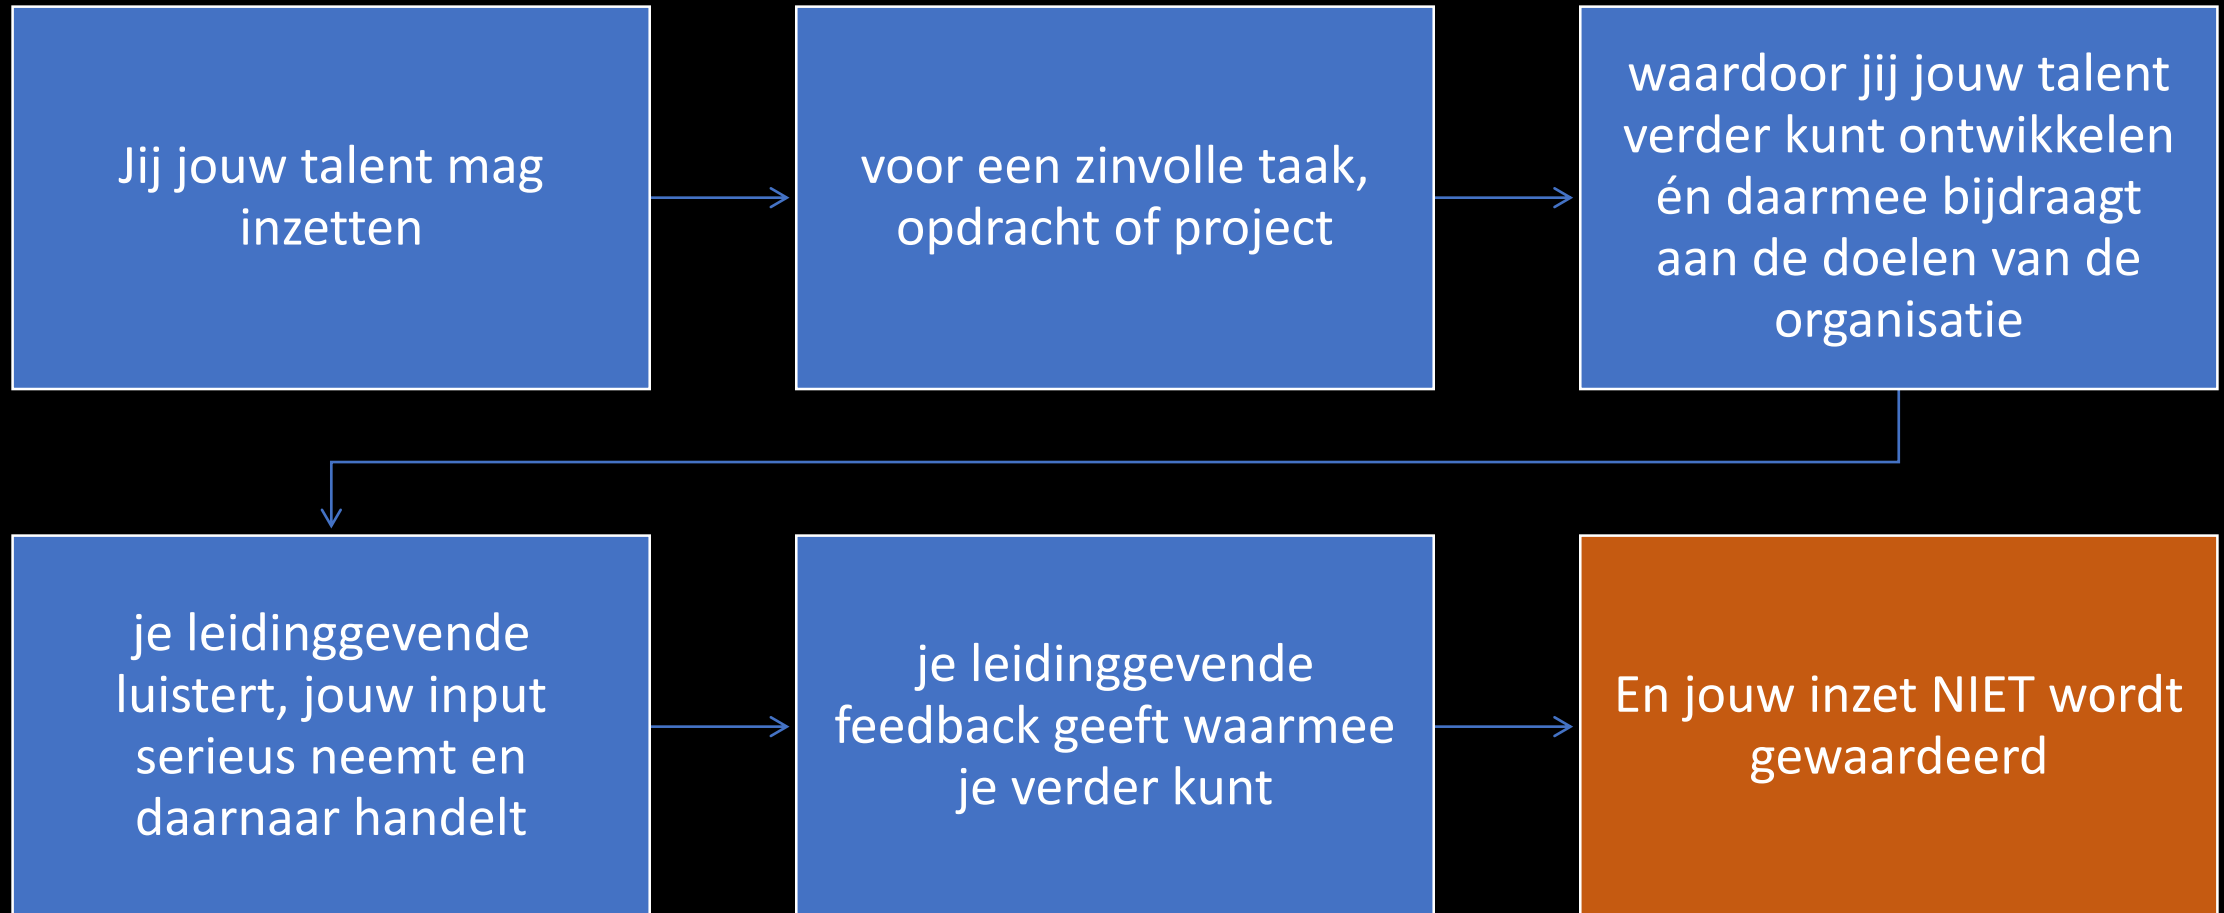 Jij jouw talent mag
inzetten
voor een zinvolle taak,
opdracht of project
waardoor jij jouw talent
verder kunt ontwikkelen
én daarmee bijdraagt
aan de doelen van de
organisatie
je leidinggevende
luistert, jouw input
serieus neemt en
daarnaar handelt
je leidinggevende
feedback geeft waarmee
je verder kunt
En jouw inzet NIET wordt
gewaardeerd